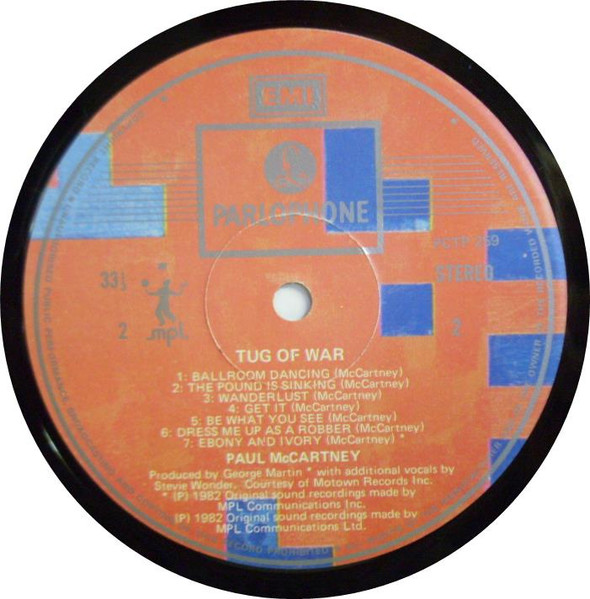 EMI
PARLOPHONE
33⅓
STEREO
2
mpl
2
TUG OF WAR
1: BALLROOM DANCING (McCartney)
2: THE POUND IS SINKING (McCartney)
3: WANDERLUST (McCartney)
4: GET IT (McCartney)
5: BE WHAT YOU SEE (McCartney)
6: DRESS ME UP AS A ROBBER (McCartney)
7: EBONY AND IVORY (McCartney) *
PAUL McCARTNEY
Produced by George Martin * with additional vocals by
Stevie Wonder. Courtesy of Motown Records Inc.
* (P) 1982 Original sound recordings made by
MPL Communications Inc.
(P) 1982 Original sound recordings made by
MPL Communications Ltd.